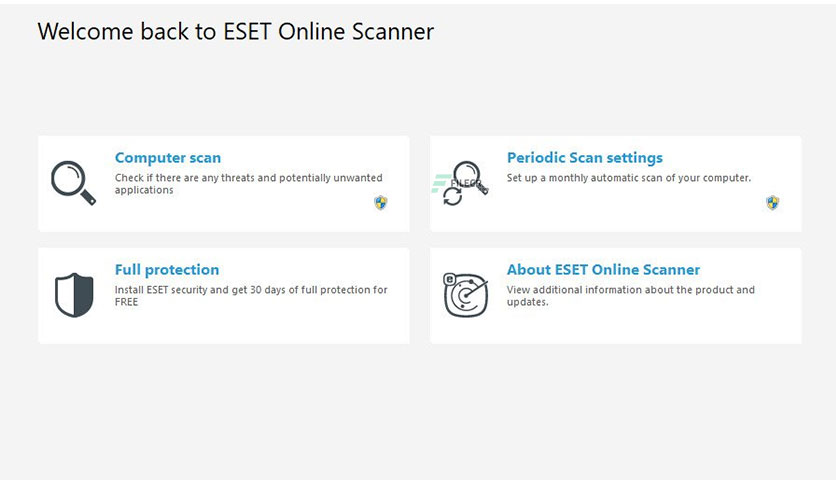 Welcome back to ESET Online Scanner
Computer scan
Check if there are any threats and potentially unwanted
applications
Periodic Scan settings
Set up a monthly automatic scan of your computer.
FILECR
Full protection
Install ESET security and get 30 days of full protection for
FREE
About ESET Online Scanner
View additional information about the product and
updates.
e